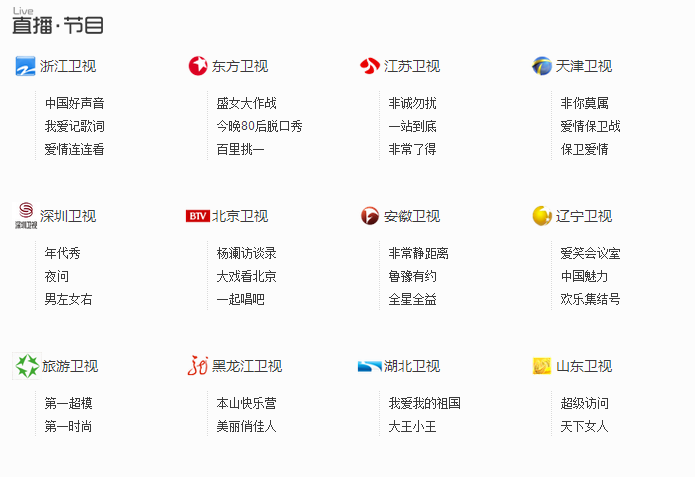 Live
直播·节目
浙江卫视
中国好声音
我爱记歌词
爱情连连看
东方卫视
盛女大作战
今晚80后脱口秀
百里挑一
江苏卫视
非诚勿扰
一站到底
非常了得
天津卫视
非你莫属
爱情保卫战
保卫爱情
深圳卫视
深圳卫视
年代秀
夜问
男左女右
BTV
北京卫视
杨澜访谈录
大戏看北京
一起唱吧
安徽卫视
非常静距离
鲁豫有约
全星全益
辽宁卫视
爱笑会议室
中国魅力
欢乐集结号
旅游卫视
第一超模
第一时尚
黑龙江卫视
本山快乐营
美丽俏佳人
湖北卫视
我爱我的祖国
大王小王
山东卫视
超级访问
天下女人